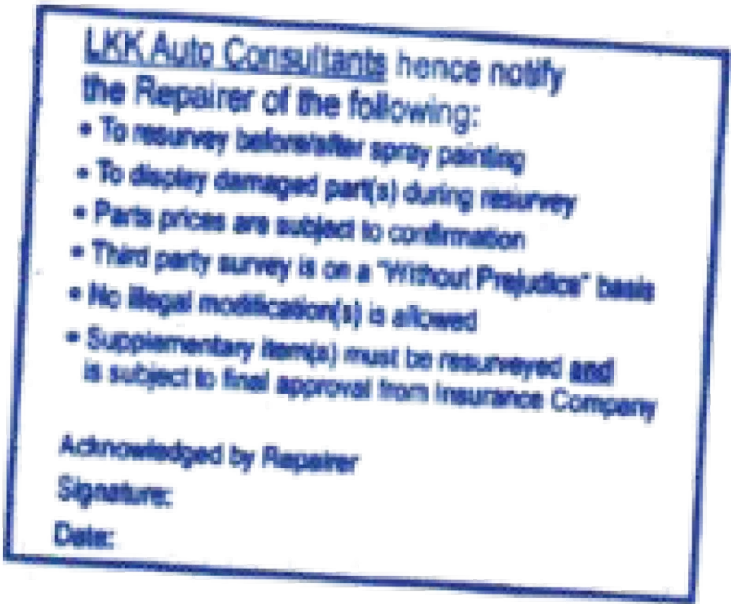 LKK Auto Consultants hence notify
the Repairer of the following:
• To resurvey before/after spray painting
• To display damaged part(s) during resurvey
• Parts prices are subject to confirmation
• Third party survey is on a "Without Prejudice" basis
• No illegal modification(s) is allowed
• Supplementary item(s) must be resurveyed and
is subject to final approval from Insurance Company
Acknowledged by Repairer
Signature:
Date: